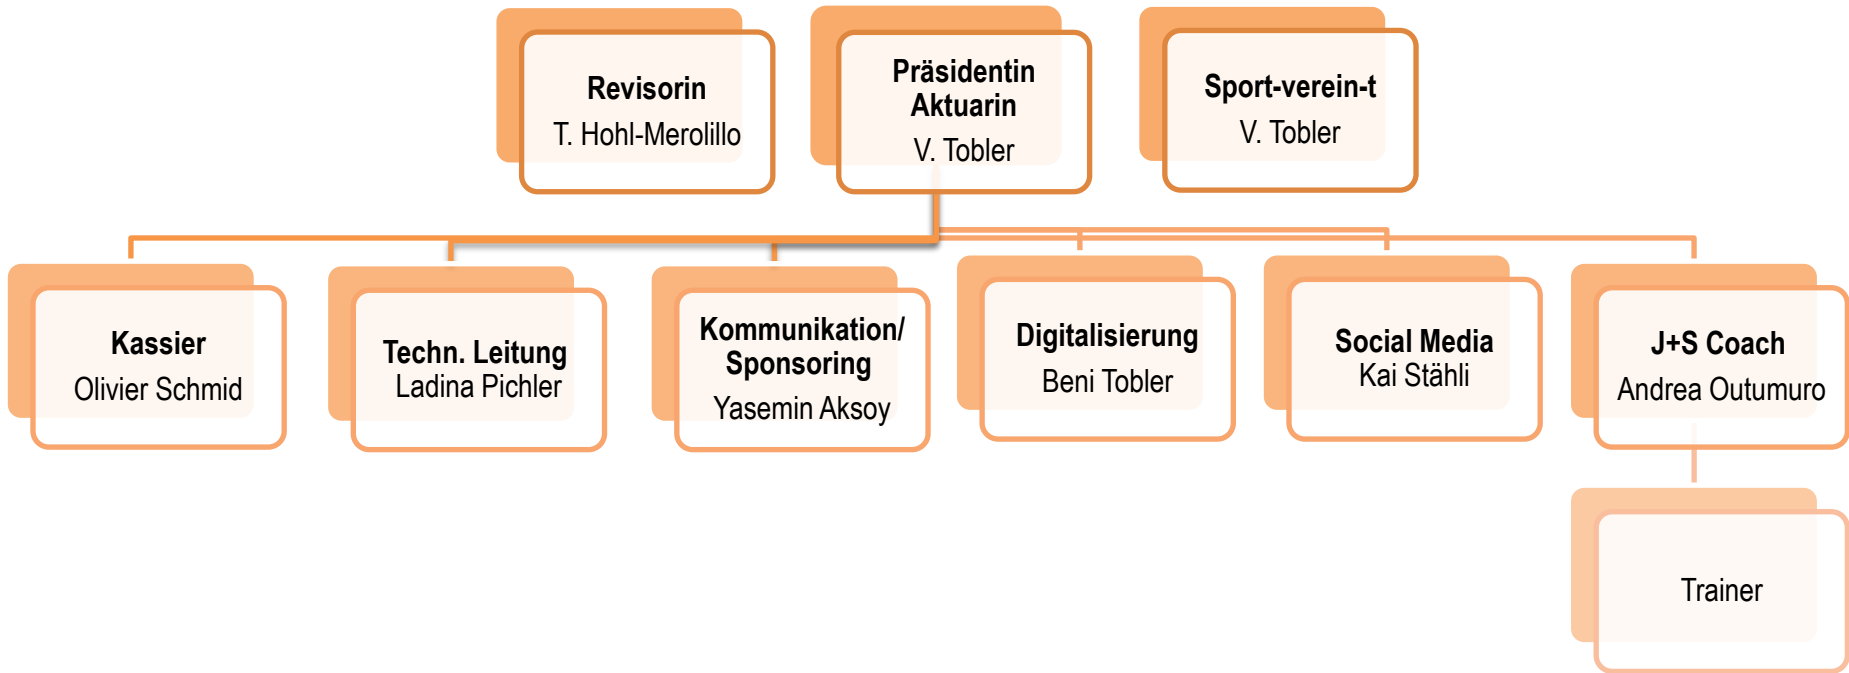 Revisorin
T. Hohl-Merolillo
Präsidentin
Aktuarin
V. Tobler
Sport-verein-t
V. Tobler
Kassier
Olivier Schmid
Techn. Leitung
Ladina Pichler
Kommunikation/
Sponsoring
Yasemin Aksoy
Digitalisierung
Beni Tobler
Social Media
Kai Stähli
J+S Coach
Andrea Outumuro
Trainer